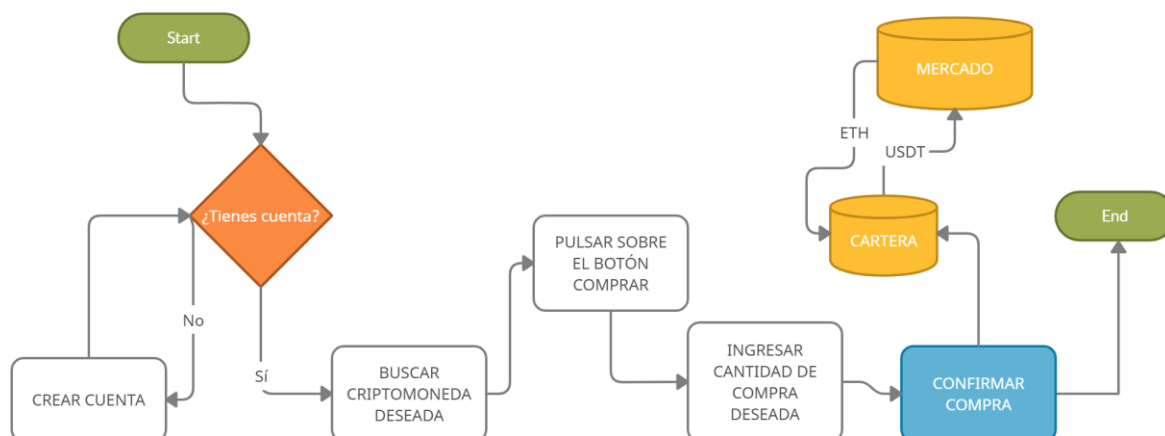 Start
MERCADO
ETH
USDT
¿Tienes cuenta?
CARTERA
End
PULSAR SOBRE
EL BOTÓN
COMPRAR
No
Sí
CREAR CUENTA
BUSCAR
CRIPTOMONEDA
DESEADA
INGRESAR
CANTIDAD DE
COMPRA
DESEADA
CONFIRMAR
COMPRA